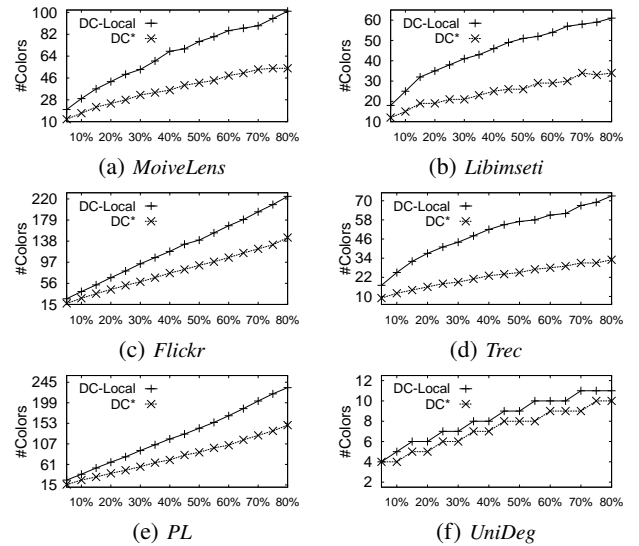 100
82
64
46
28
10
#Colors
DC-Local
DC*
10% 20% 30% 40% 50% 60% 70% 80%
(a) MoiveLens
60
50
40
30
20
10
#Colors
DC-Local
DC*
10% 20% 30% 40% 50% 60% 70% 80%
(b) Libimseti
220
179
138
97
56
15
#Colors
DC-Local
DC*
10% 20% 30% 40% 50% 60% 70% 80%
(c) Flickr
70
58
46
34
22
10
#Colors
DC-Local
DC*
10% 20% 30% 40% 50% 60% 70% 80%
(d) Trec
245
199
153
107
61
15
#Colors
DC-Local
DC*
10% 20% 30% 40% 50% 60% 70% 80%
(e) PL
12
10
8
6
4
2
#Colors
DC-Local
DC*
10% 20% 30% 40% 50% 60% 70% 80%
(f) UniDeg